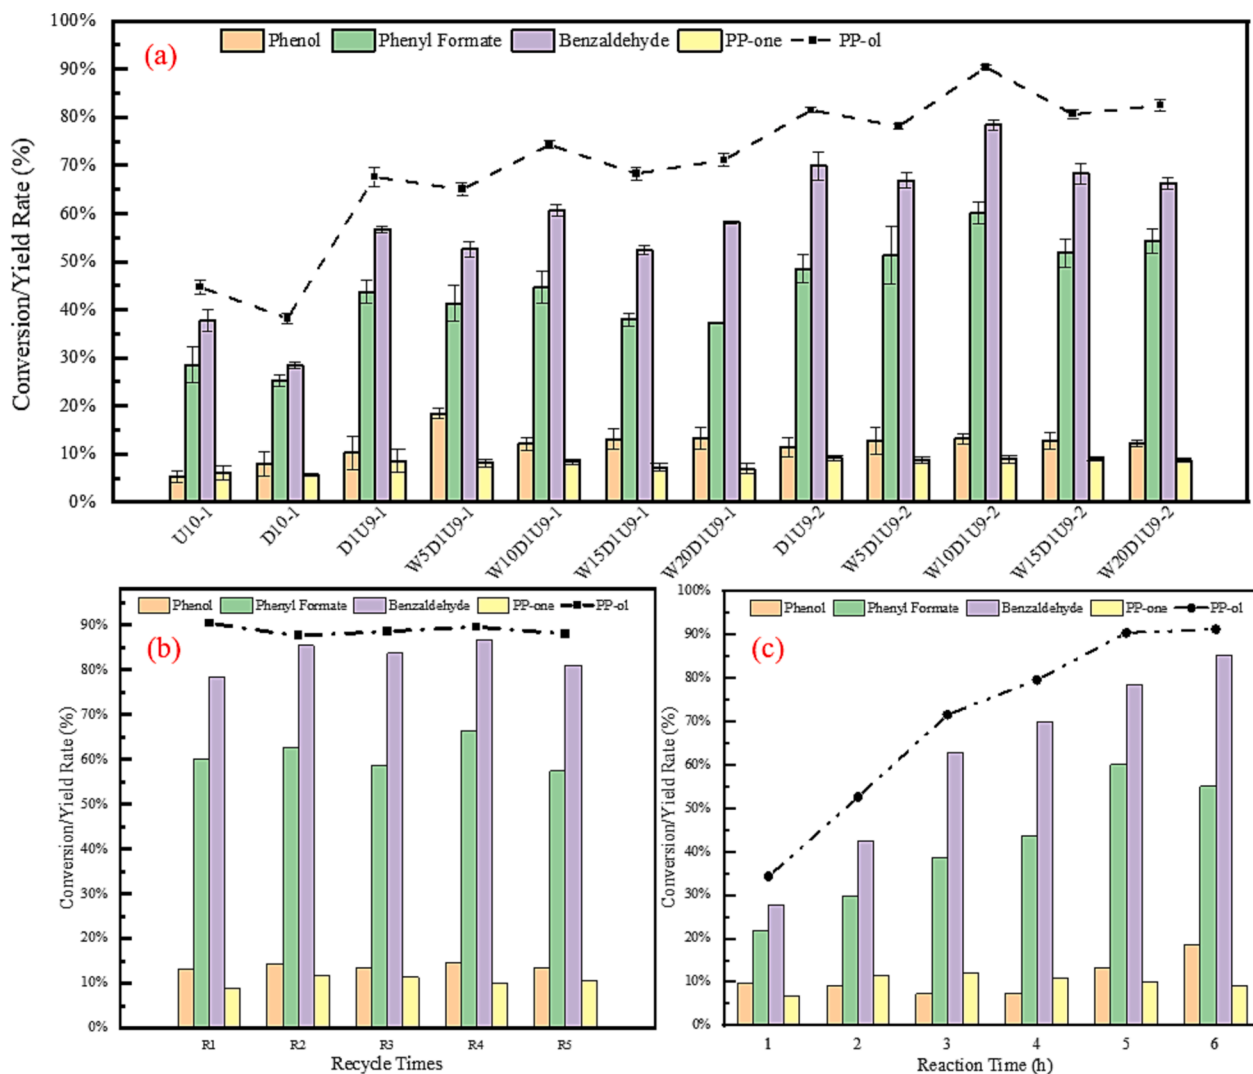 100%
90%
80%
70%
60%
50%
40%
30%
20%
10%
0%
Conversion/Yield Rate (%)
(a)
Phenol Phenyl Formate Benzaldehyde PP-one PP-ol
U10-1 D10-1 D1U9-1 W5D1U9-1 W10D1U9-1 W15D1U9-1 W20D1U9-1 D1U9-2 W5D1U9-2 W10D1U9-2 W15D1U9-2 W20D1U9-2
Phenol Phenyl Formate Benzaldehyde PP-one PP-ol
(b)
90%
80%
70%
60%
50%
40%
30%
20%
10%
0%
Conversion/Yield Rate (%)
R1 R2 R3 R4 R5
Recycle Times
100%
90%
80%
70%
60%
50%
40%
30%
20%
10%
0%
Conversion/Yield Rate (%)
Phenol Phenyl Formate Benzaldehyde PP-one PP-ol
(c)
1 2 3 4 5 6
Reaction Time (h)